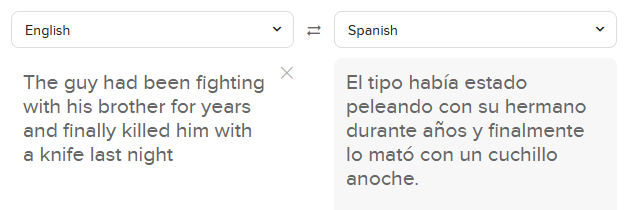 English
Spanish
The guy had been fighting
with his brother for years
and finally killed him with
a knife last night
El tipo había estado
peleando con su hermano
durante años y finalmente
lo mató con un cuchillo
anoche.